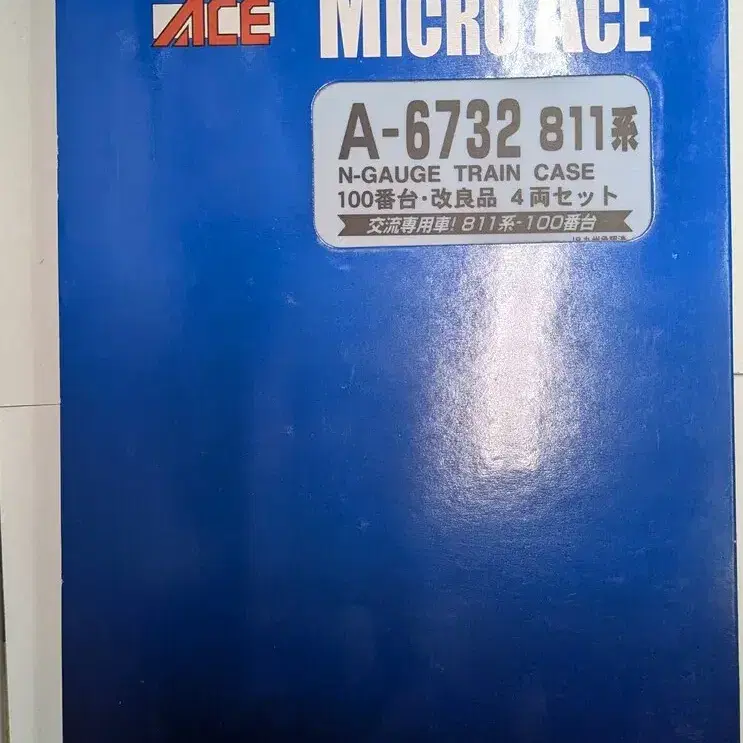 ACE
MICRO ACE
A-6732 811系
N-GAUGE TRAIN CASE
100番台・改良品 4両セット
交流専用車! 811系-100番台